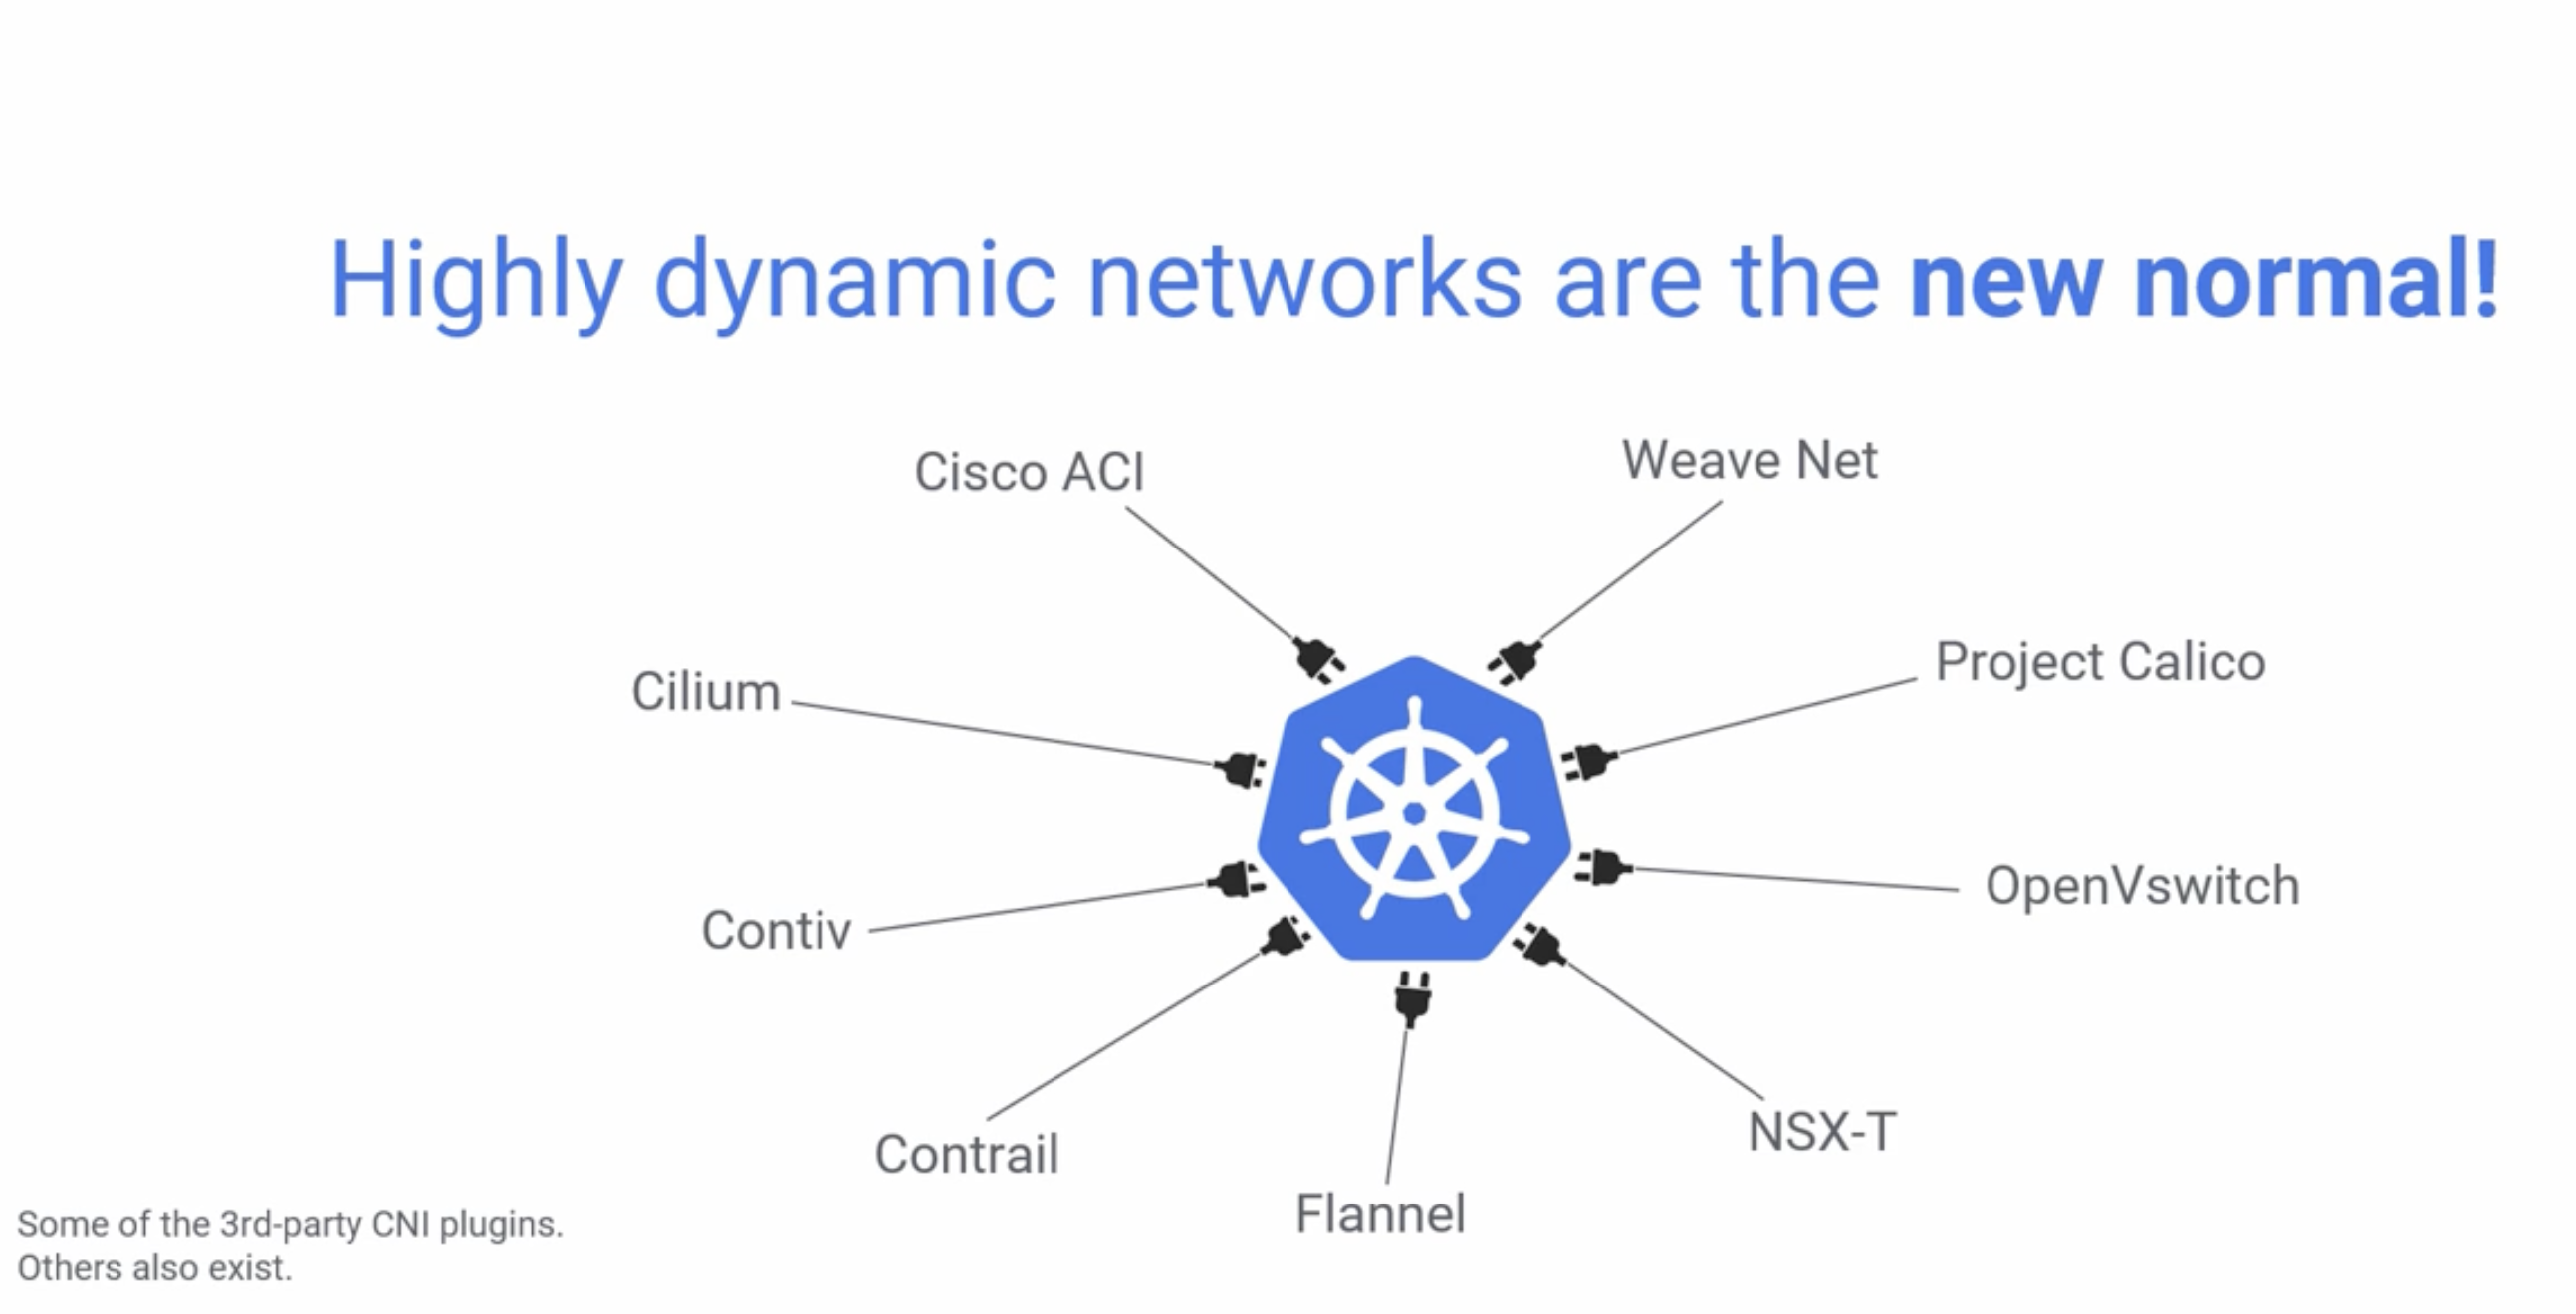 Highly dynamic networks are the new normal!
Cisco ACI
Weave Net
Cilium
Project Calico
Contiv
OpenVswitch
Contrail
NSX-T
Flannel
Some of the 3rd-party CNI plugins.
Others also exist.